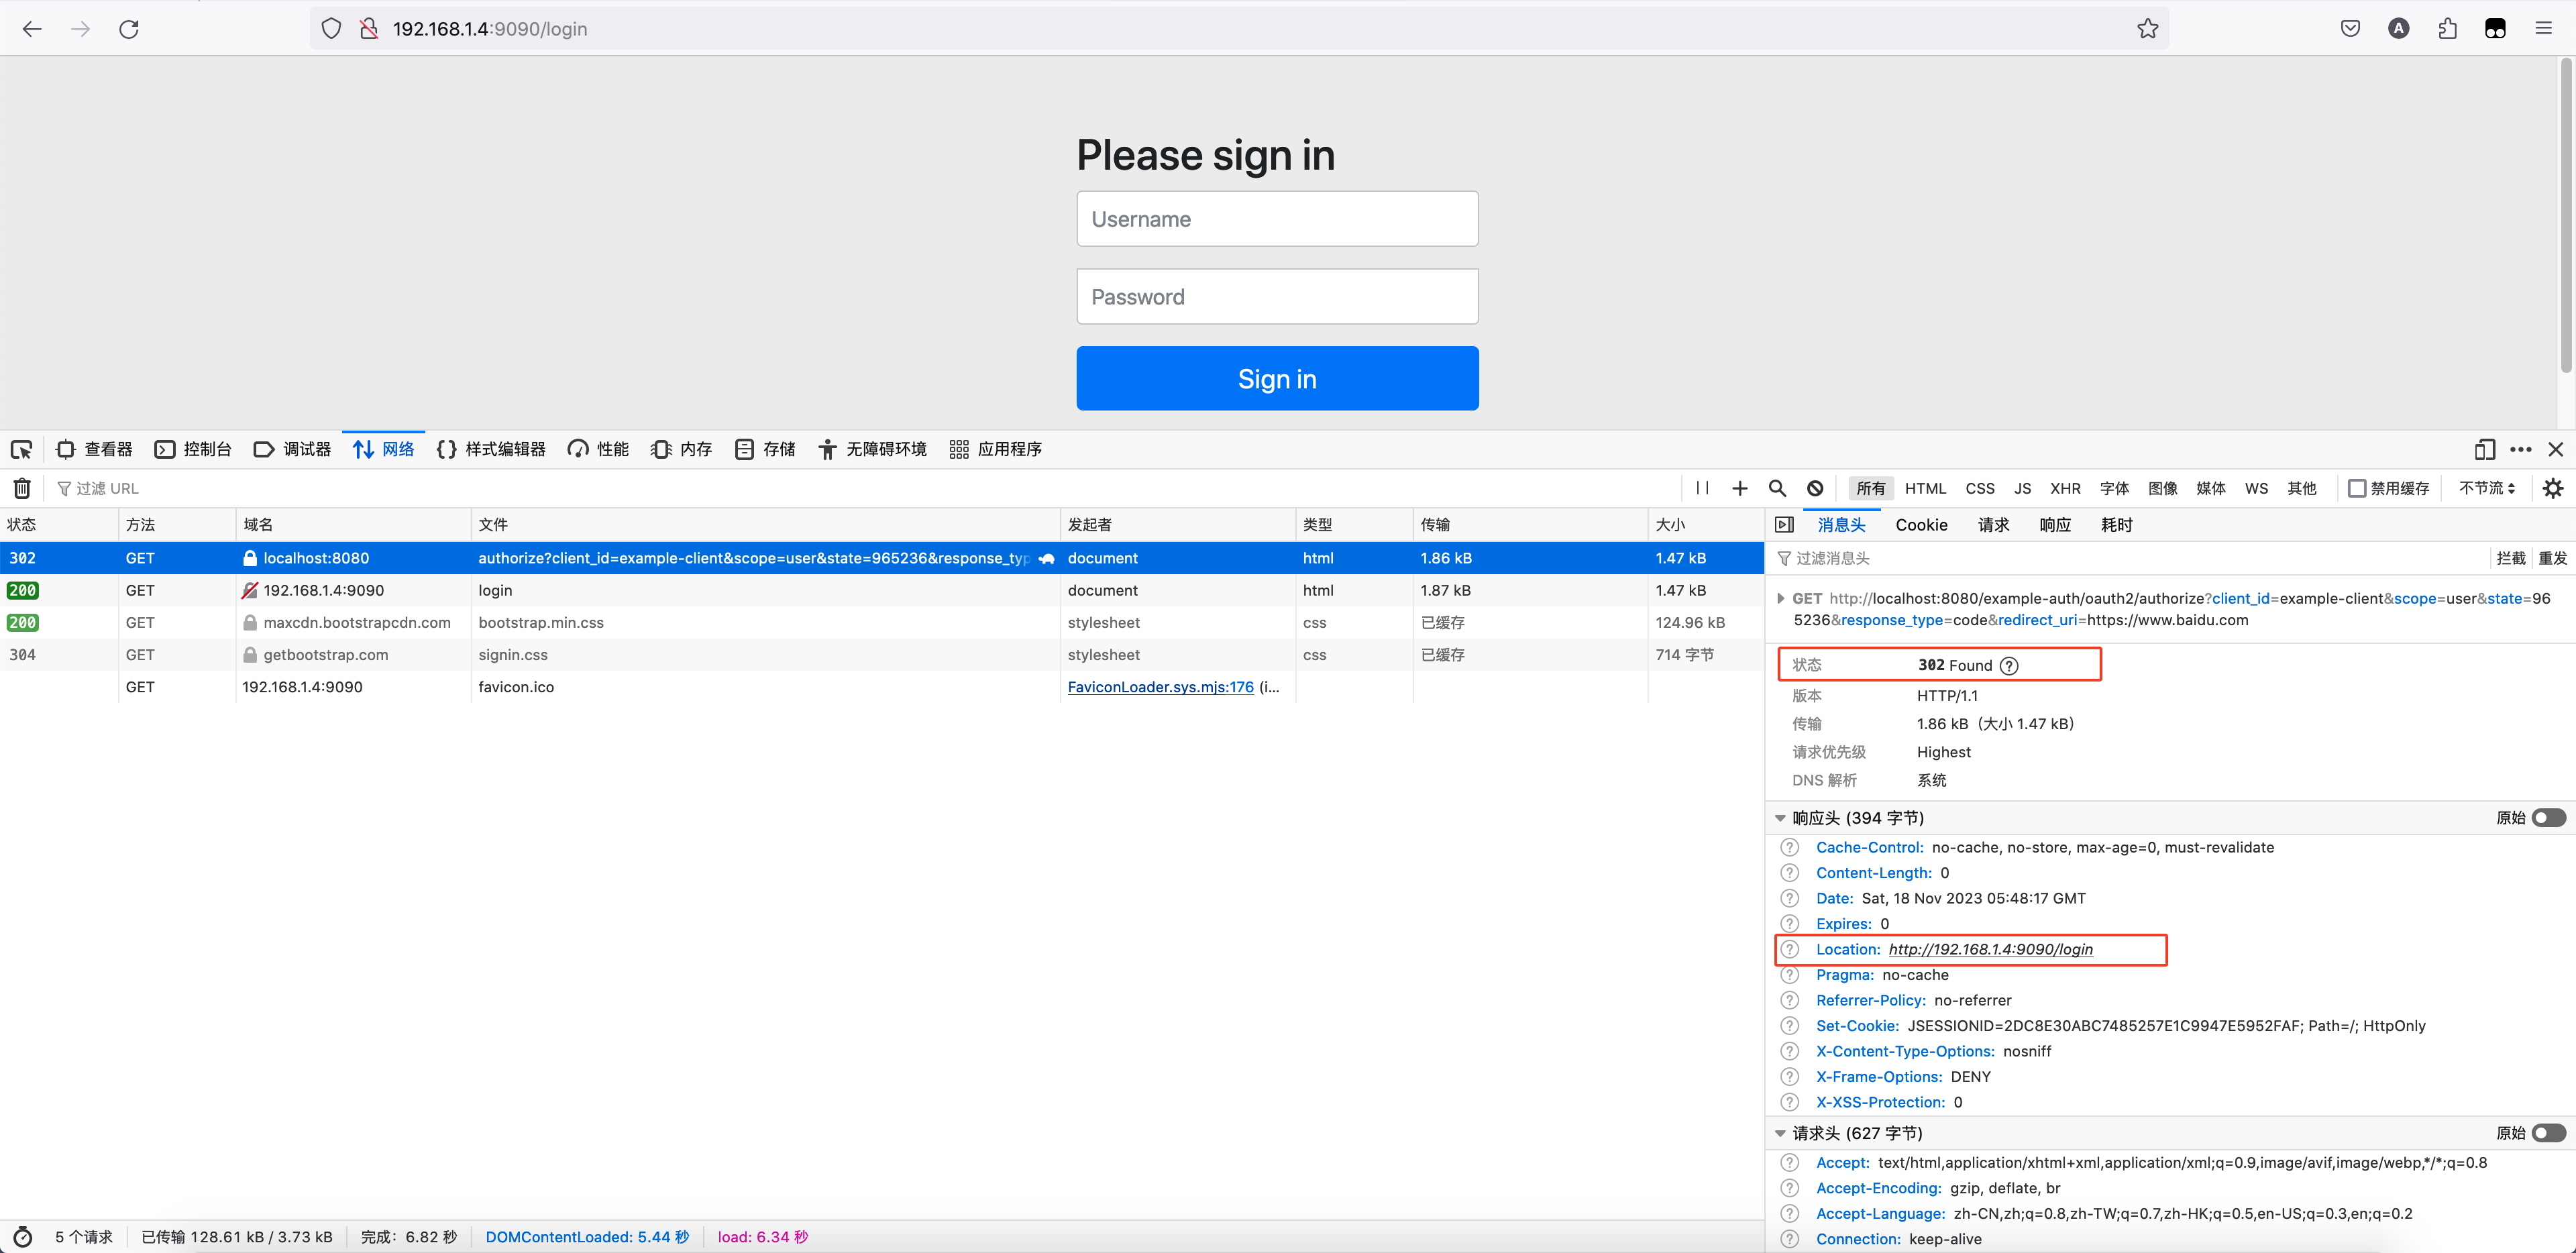 192.168.1.4:9090/login
Please sign in
Username
Password
Sign in
查看器 控制台 调试器 网络 样式编辑器 性能 内存 存储 无障碍环境 应用程序
过滤 URL 所有 HTML CSS JS XHR 字体 图像 媒体 WS 其他 禁用缓存 不节流
状态 方法 域名 文件 发起者 类型 传输 大小
302 GET localhost:8080 authorize?client_id=example-client&scope=user&state=965236&response_typ document html 1.86 kB 1.47 kB
200 GET 192.168.1.4:9090 login document html 1.87 kB 1.47 kB
200 GET maxcdn.bootstrapcdn.com bootstrap.min.css stylesheet css 已缓存 124.96 kB
304 GET getbootstrap.com signin.css stylesheet css 已缓存 714 字节
GET 192.168.1.4:9090 favicon.ico FaviconLoader.sys.mjs:176 (i...
消息头 Cookie 请求 响应 耗时
过滤消息头 拦截 重发
GET http://localhost:8080/example-auth/oauth2/authorize?client_id=example-client&scope=user&state=96
5236&response_type=code&redirect_uri=https://www.baidu.com
状态 302 Found
版本 HTTP/1.1
传输 1.86 kB（大小 1.47 kB）
请求优先级 Highest
DNS 解析 系统
响应头 (394 字节) 原始
Cache-Control: no-cache, no-store, max-age=0, must-revalidate
Content-Length: 0
Date: Sat, 18 Nov 2023 05:48:17 GMT
Expires: 0
Location: http://192.168.1.4:9090/login
Pragma: no-cache
Referrer-Policy: no-referrer
Set-Cookie: JSESSIONID=2DC8E30ABC7485257E1C9947E5952FAF; Path=/; HttpOnly
X-Content-Type-Options: nosniff
X-Frame-Options: DENY
X-XSS-Protection: 0
请求头 (627 字节) 原始
Accept: text/html,application/xhtml+xml,application/xml;q=0.9,image/avif,image/webp,*/*;q=0.8
Accept-Encoding: gzip, deflate, br
Accept-Language: zh-CN,zh;q=0.8,zh-TW;q=0.7,zh-HK;q=0.5,en-US;q=0.3,en;q=0.2
Connection: keep-alive
5 个请求 已传输 128.61 kB / 3.73 kB 完成：6.82 秒 DOMContentLoaded: 5.44 秒 load: 6.34 秒